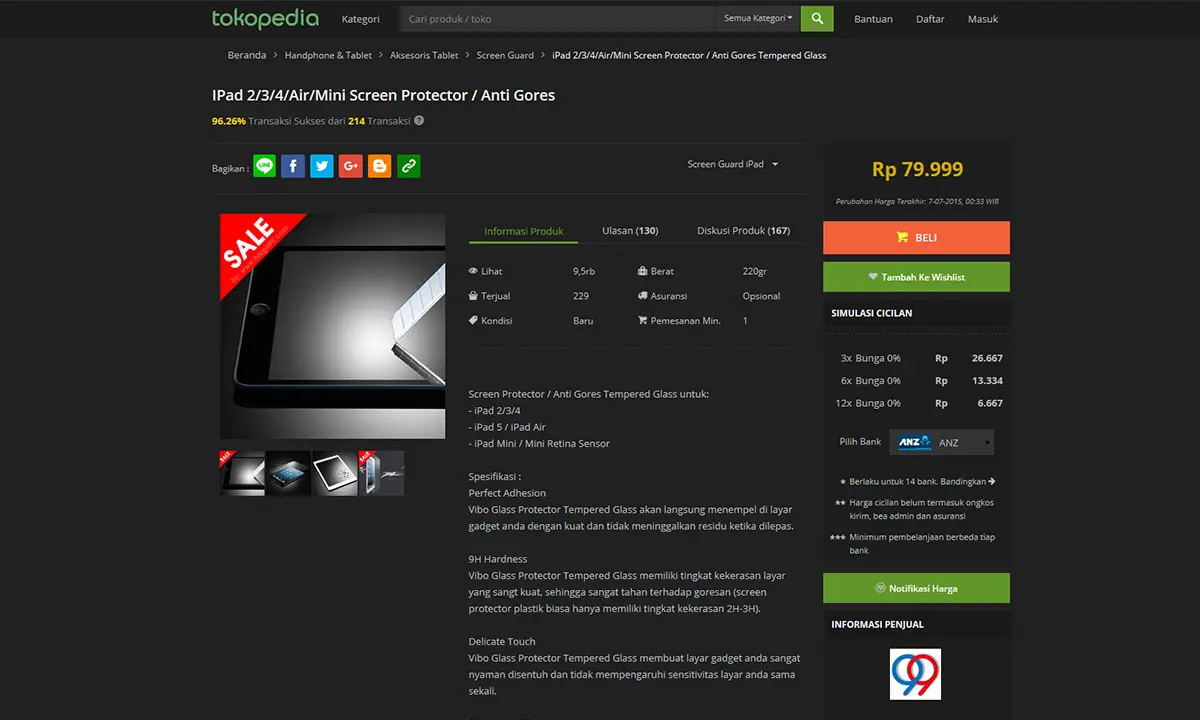 tokopedia
Kategori
Cari produk / toko
Semua Kategori
Bantuan
Daftar
Masuk
Beranda > Handphone & Tablet > Aksesoris Tablet > Screen Guard > iPad 2/3/4/Air/Mini Screen Protector / Anti Gores Tempered Glass
IPad 2/3/4/Air/Mini Screen Protector / Anti Gores
96.26% Transaksi Sukses dari 214 Transaksi ?
Bagikan :
LINE
f
G+
Screen Guard iPad
SALE
Informasi Produk
Ulasan (130)
Diskusi Produk (167)
Lihat 9,5rb
Berat 220gr
Terjual 229
Asuransi Opsional
Kondisi Baru
Pemesanan Min. 1
Screen Protector / Anti Gores Tempered Glass untuk:
- iPad 2/3/4
- iPad 5 / iPad Air
- iPad Mini / Mini Retina Sensor
Spesifikasi :
Perfect Adhesion
Vibo Glass Protector Tempered Glass akan langsung menempel di layar
gadget anda dengan kuat dan tidak meninggalkan residu ketika dilepas.
9H Hardness
Vibo Glass Protector Tempered Glass memiliki tingkat kekerasan layar
yang sangt kuat, sehingga sangat tahan terhadap goresan (screen
protector plastik biasa hanya memiliki tingkat kekerasan 2H-3H).
Delicate Touch
Vibo Glass Protector Tempered Glass membuat layar gadget anda sangat
nyaman disentuh dan tidak mempengaruhi sensitivitas layar anda sama
sekali.
SALE
SALE
Rp 79.999
Perubahan Harga Terakhir: 7-07-2015, 00:33 WIB
BELI
Tambah Ke Wishlist
SIMULASI CICILAN
3x Bunga 0% Rp 26.667
6x Bunga 0% Rp 13.334
12x Bunga 0% Rp 6.667
Pilih Bank ANZ ANZ
* Berlaku untuk 14 bank. Bandingkan
** Harga cicilan belum termasuk ongkos
kirim, bea admin dan asuransi
*** Minimum pembelanjaan berbeda tiap
bank
Notifikasi Harga
INFORMASI PENJUAL
99